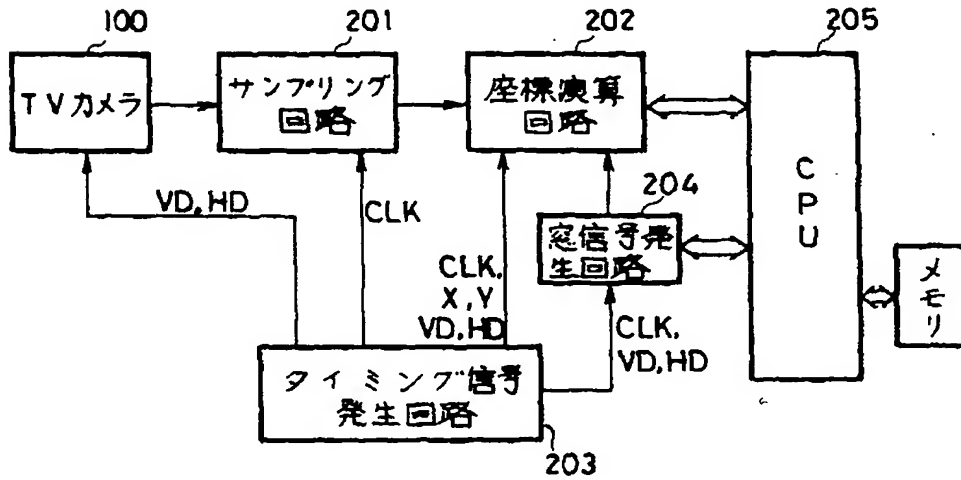 100
201
202
205
TVカメラ
サンプリング
回路
座標演算
回路
C
P
U
204
VD,HD
CLK
窓信号発
生回路
メ
モ
リ
CLK,
X,Y
VD,HD
CLK,
VD,HD
タイミング信号
発生回路
203